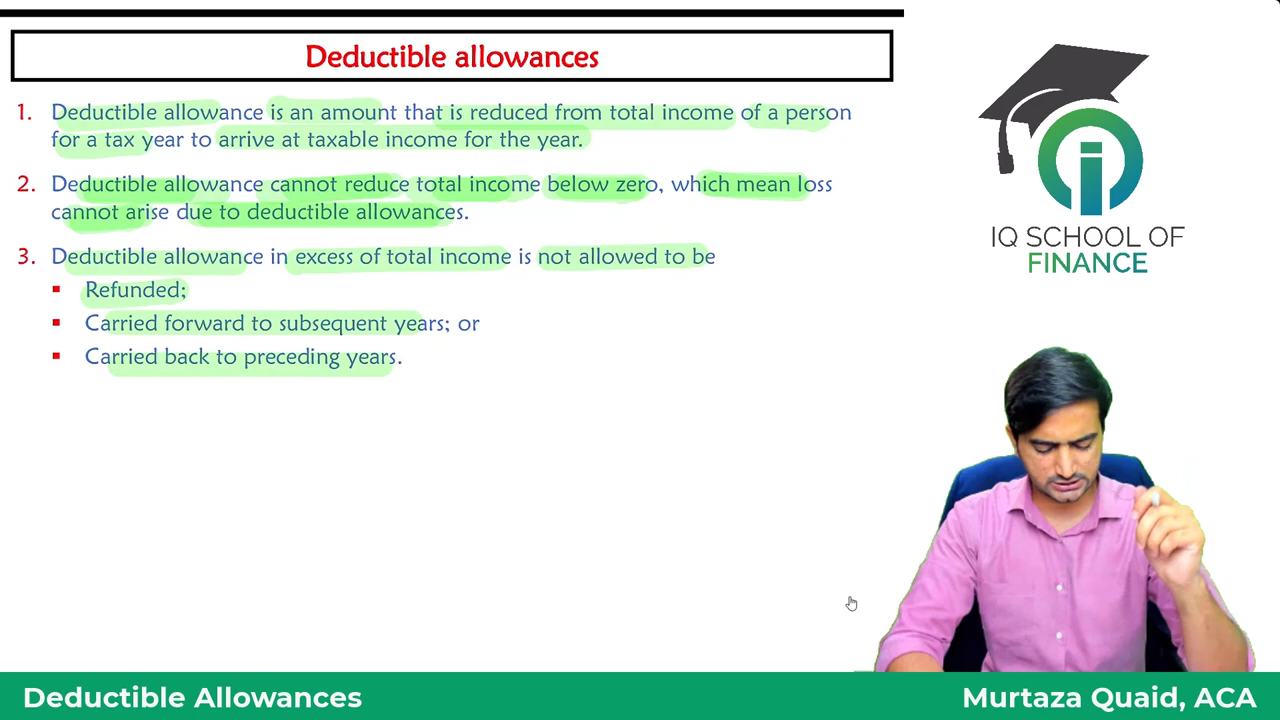 Deductible allowances
1. Deductible allowance is an amount that is reduced from total income of a person
for a tax year to arrive at taxable income for the year.
2. Deductible allowance cannot reduce total income below zero, which mean loss
cannot arise due to deductible allowances.
3. Deductible allowance in excess of total income is not allowed to be
▪ Refunded;
▪ Carried forward to subsequent years; or
▪ Carried back to preceding years.
IQ SCHOOL OF
FINANCE
Deductible Allowances
Murtaza Quaid, ACA